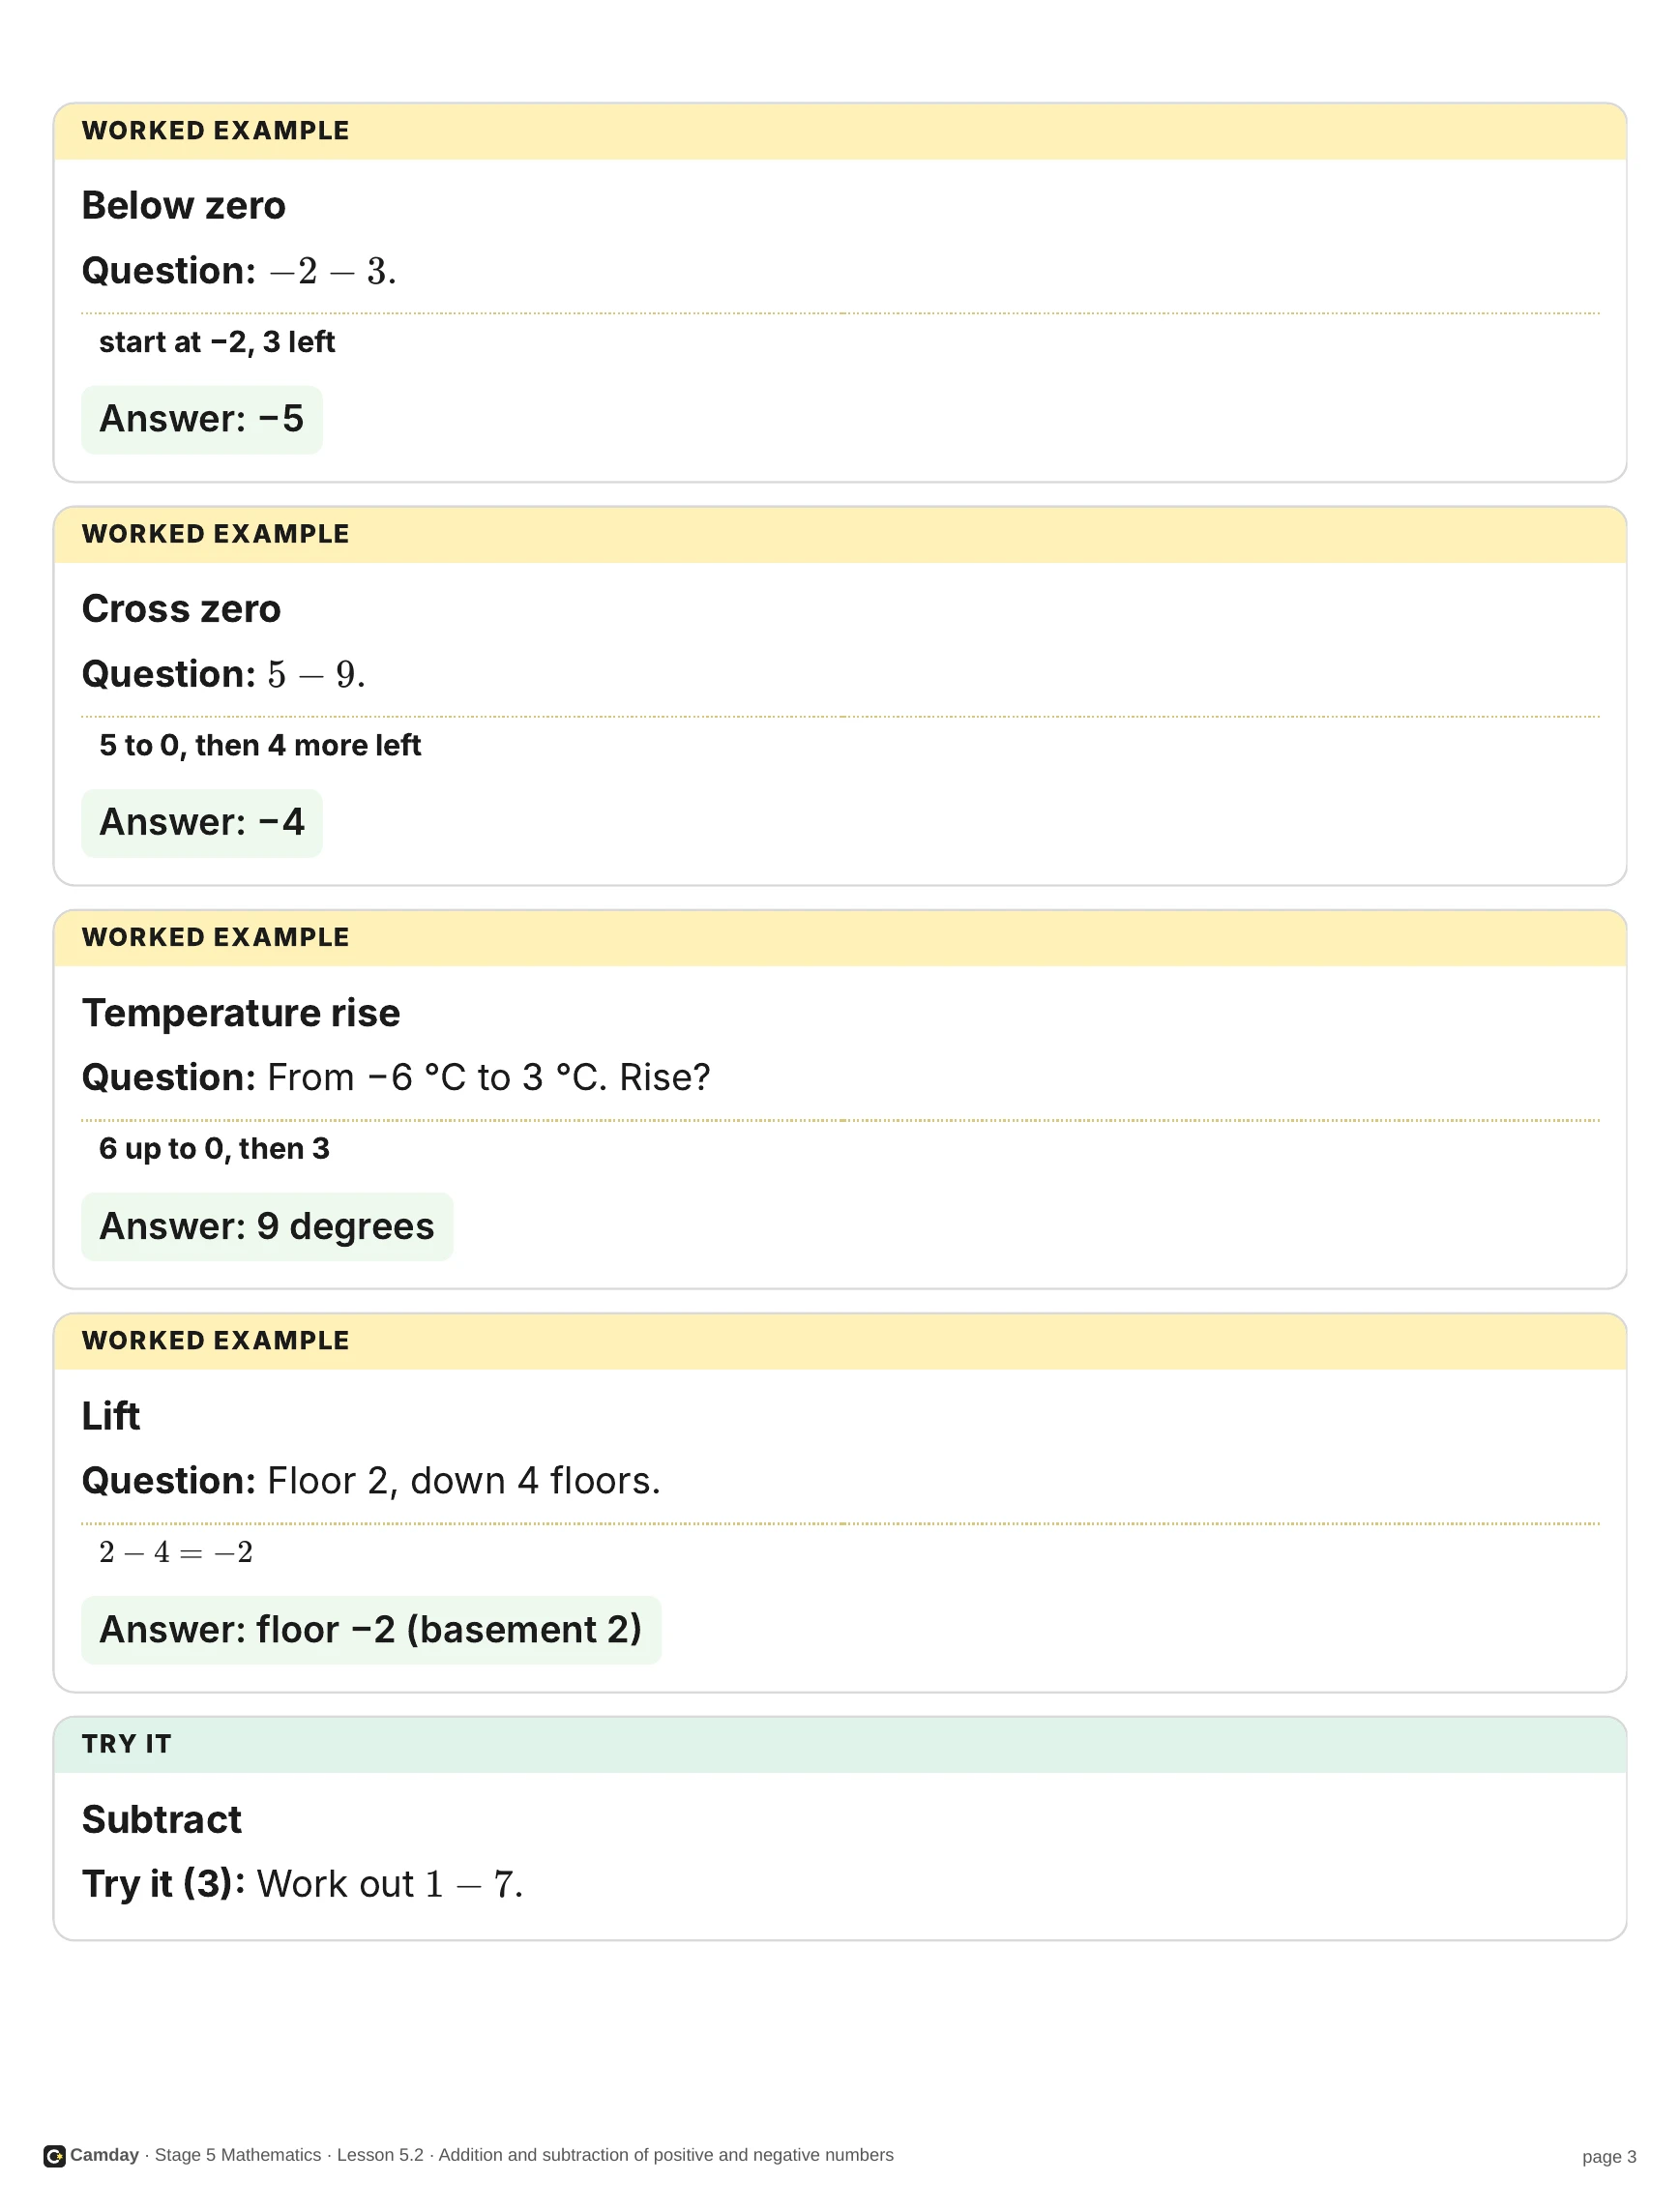 WORKED EXAMPLE
Below zero
Question: −2 − 3.
start at −2, 3 left
Answer: −5
WORKED EXAMPLE
Cross zero
Question: 5 − 9.
5 to 0, then 4 more left
Answer: −4
WORKED EXAMPLE
Temperature rise
Question: From −6 °C to 3 °C. Rise?
6 up to 0, then 3
Answer: 9 degrees
WORKED EXAMPLE
Lift
Question: Floor 2, down 4 floors.
2 − 4 = −2
Answer: floor −2 (basement 2)
TRY IT
Subtract
Try it (3): Work out 1 − 7.
Camday · Stage 5 Mathematics · Lesson 5.2 · Addition and subtraction of positive and negative numbers page 3